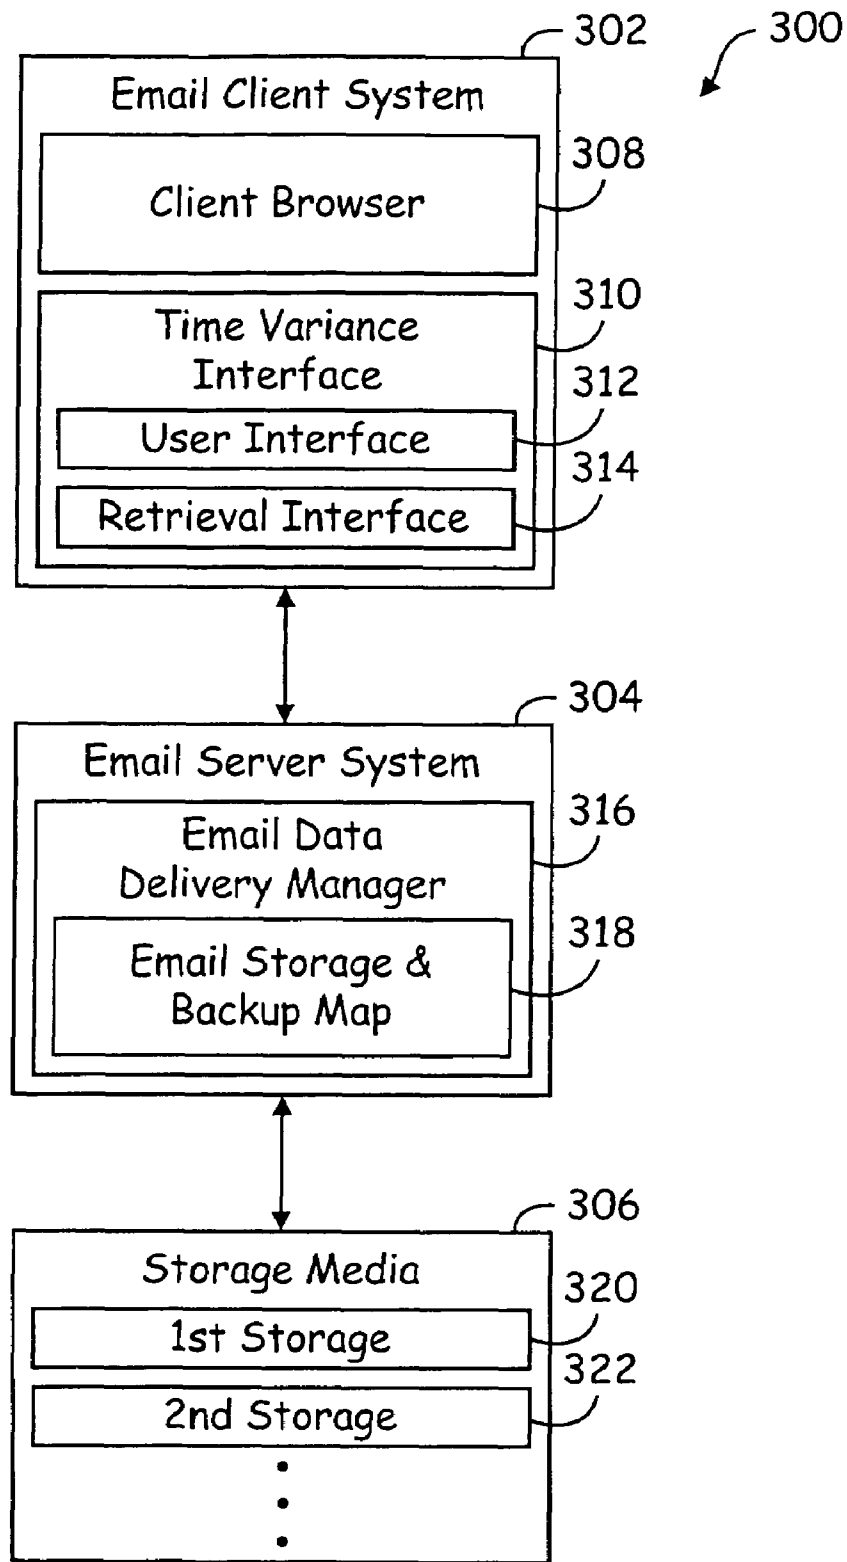 302
300
Email Client System
308
Client Browser
310
Time Variance
Interface
312
User Interface
314
Retrieval Interface
304
Email Server System
316
Email Data
Delivery Manager
318
Email Storage &
Backup Map
306
Storage Media
320
1st Storage
322
2nd Storage